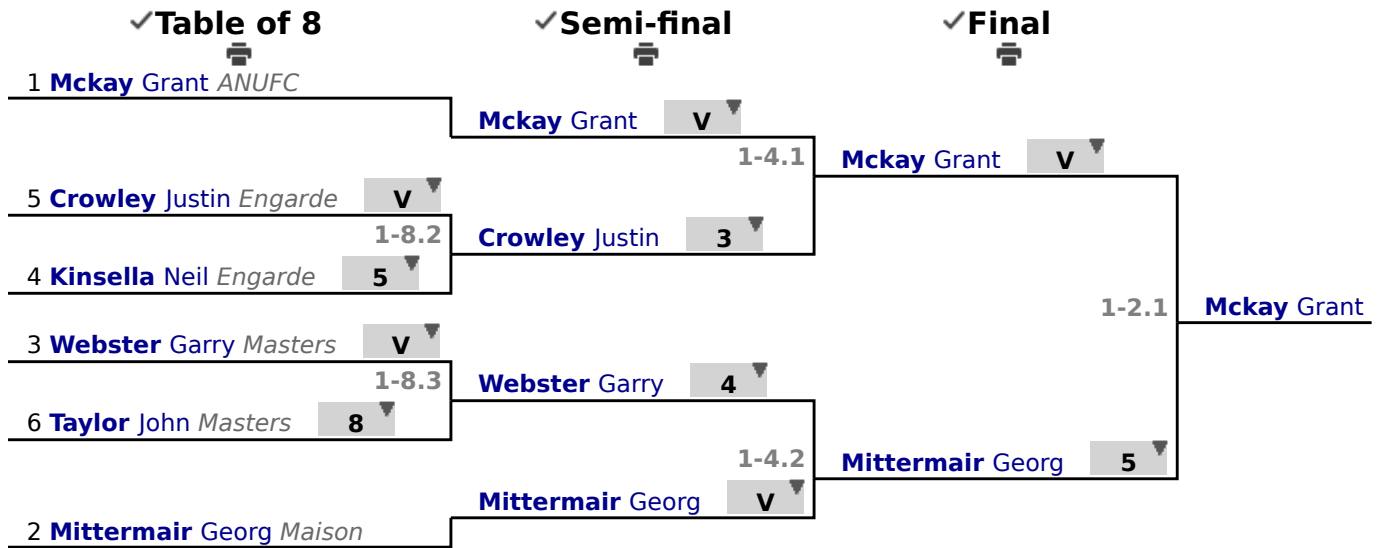 Table of 8
Semi-final
Final
1 Mckay Grant ANUFC
Mckay Grant V
1-4.1
Mckay Grant V
5 Crowley Justin Engarde V
1-8.2
Crowley Justin 3
4 Kinsella Neil Engarde 5
1-2.1
Mckay Grant
3 Webster Garry Masters V
1-8.3
Webster Garry 4
6 Taylor John Masters 8
1-4.2
Mittermair Georg 5
Mittermair Georg V
2 Mittermair Georg Maison